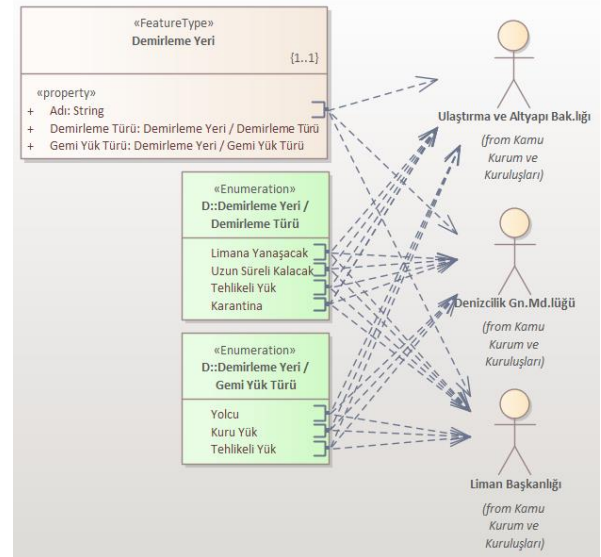 «FeatureType»
Demirleme Yeri
{1..1}
«property»
+ Adı: String
+ Demirleme Türü: Demirleme Yeri / Demirleme Türü
+ Gemi Yük Türü: Demirleme Yeri / Gemi Yük Türü
«Enumeration»
D::Demirleme Yeri /
Demirleme Türü
Limana Yanaşacak
Uzun Süreli Kalacak
Tehlikeli Yük
Karantina
«Enumeration»
D::Demirleme Yeri /
Gemi Yük Türü
Yolcu
Kuru Yük
Tehlikeli Yük
Ulaştırma ve Altyapı Bak.lığı
(from Kamu
Kurum ve
Kuruluşları)
Denizcilik Gn.Md.lüğü
(from Kamu
Kurum ve
Kuruluşları)
Liman Başkanlığı
(from Kamu
Kurum ve
Kuruluşları)